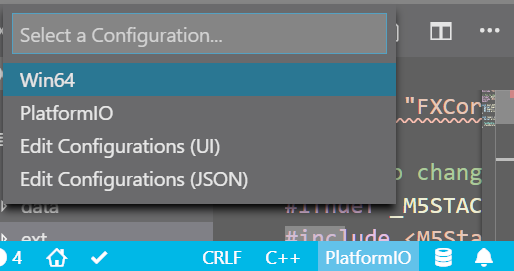 Select a Configuration...
Win64
"FXCor
PlatformIO
Edit Configurations (UI)
Edit Configurations (JSON)
o chang
data
_M5STAC
ext
#include <M5Sta
4
CRLF
C++
PlatformIO